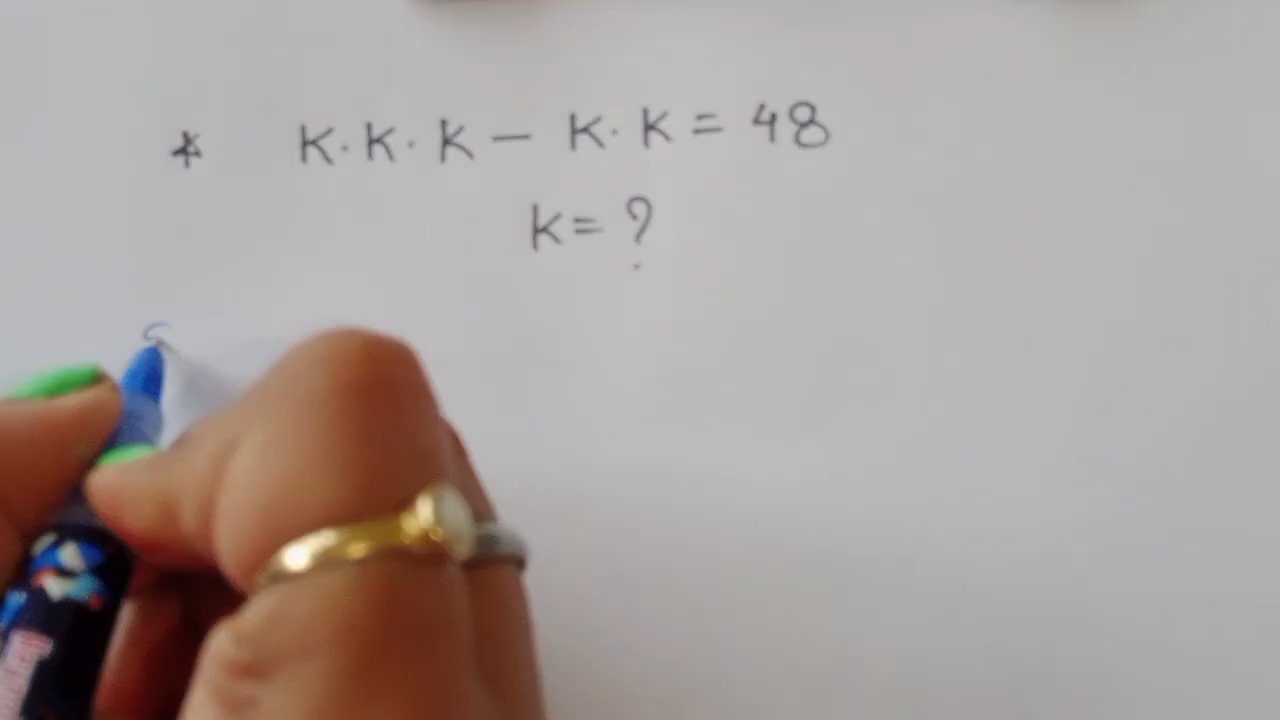 * K·K·K – K·K = 48
K= ?